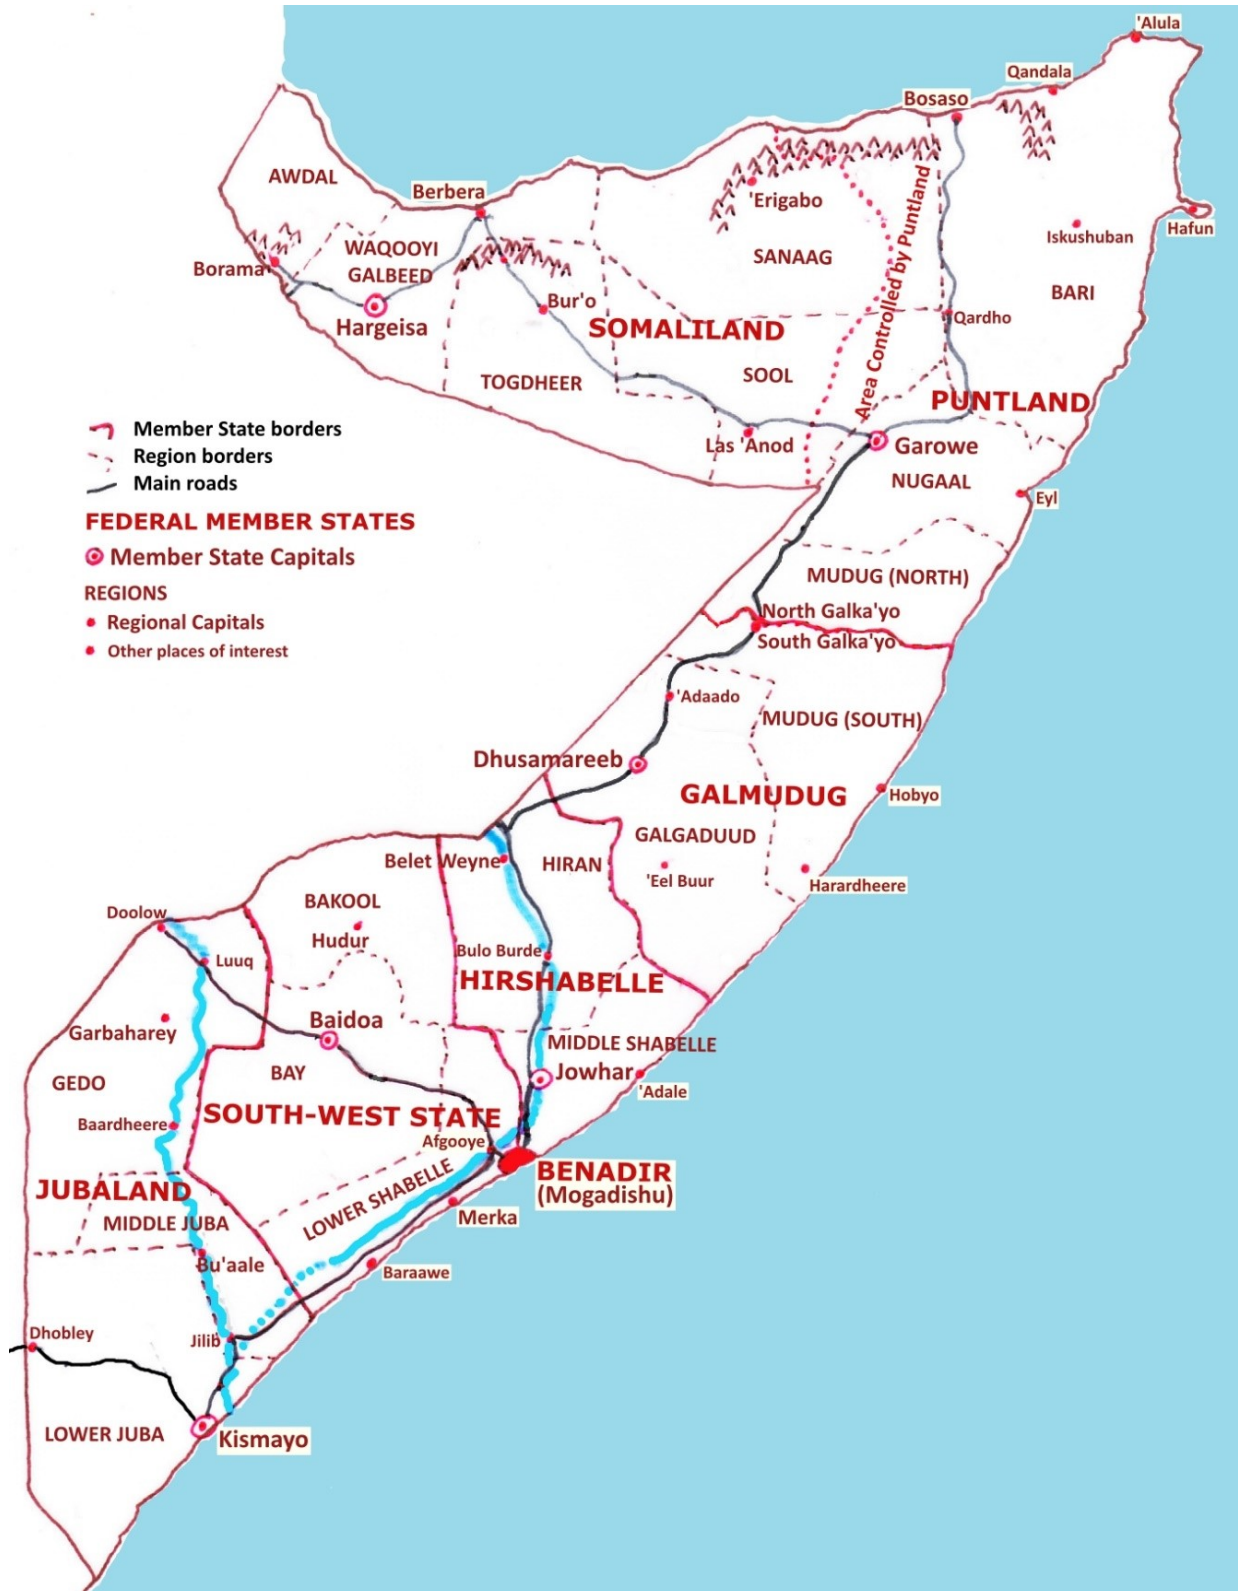 'Alula
Qandala
Bosaso
AWDAL
Berbera
'Erigabo
Hafun
Iskushuban
WAQOOYI
GALBEED
SANAAG
Borama
BARI
Bur'o
Hargeisa
SOMALILAND
Qardho
Area Controlled by Puntland
TOGDHEER
SOOL
PUNTLAND
Las 'Anod
Garowe
NUGAAL
Eyl
Member State borders
Region borders
Main roads
FEDERAL MEMBER STATES
Member State Capitals
REGIONS
Regional Capitals
Other places of interest
MUDUG (NORTH)
North Galka'yo
South Galka'yo
'Adaado
MUDUG (SOUTH)
Dhusamareeb
GALMUDUG
Hobyo
GALGADUUD
Belet Weyne
HIRAN
'Eel Buur
Harardheere
BAKOOL
Doolow
Hudur
Luuq
Bulo Burde
HIRSHABELLE
Garbaharey
Baidoa
MIDDLE SHABELLE
GEDO
BAY
Jowhar
'Adale
SOUTH-WEST STATE
Baardheere
Afgooye
BENADIR
(Mogadishu)
JUBALAND
LOWER SHABELLE
MIDDLE JUBA
Merka
Bu'aale
Baraawe
Dhobley
Jilib
LOWER JUBA
Kismayo